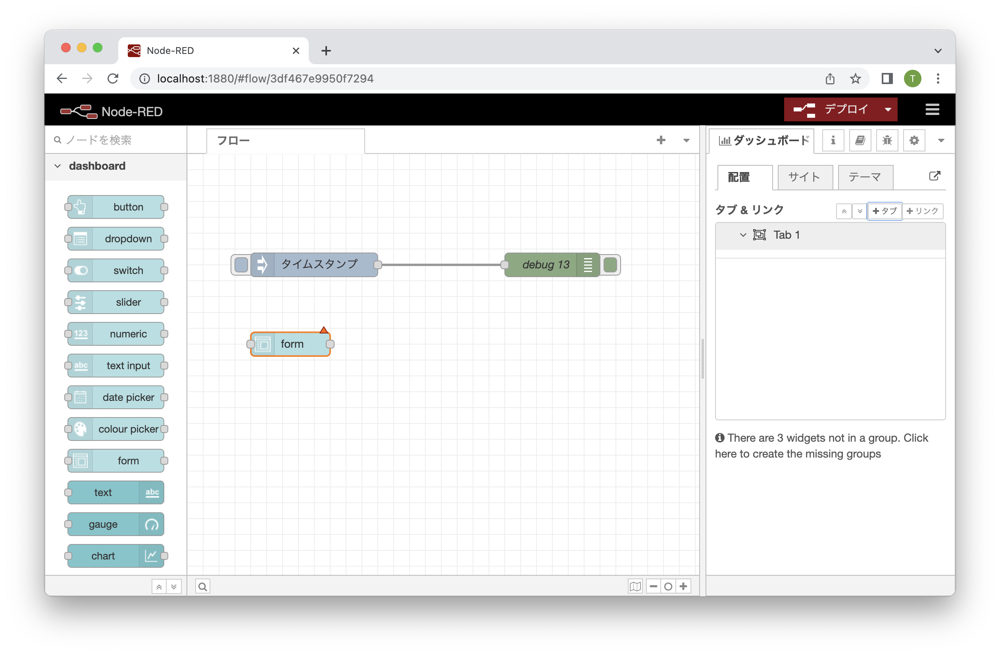 Node-RED
localhost:1880/#flow/3df467e9950f7294
T
Node-RED
デプロイ
ノードを検索
dashboard
button
dropdown
switch
slider
123
numeric
abc
text input
date picker
colour picker
form
text
abc
gauge
chart
フロー
タイムスタンプ
debug 13
form
ダッシュボード
i
配置
サイト
テーマ
タブ & リンク
タブ
リンク
Tab 1
There are 3 widgets not in a group. Click
here to create the missing groups